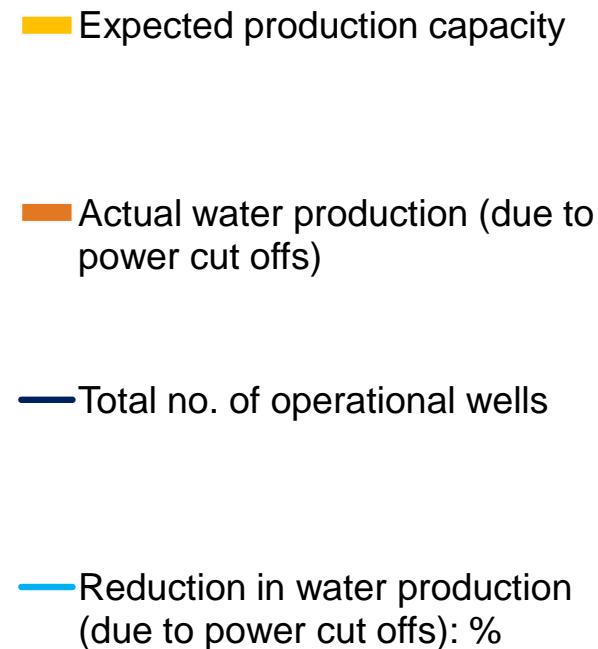 Expected production capacity
Actual water production (due to
power cut offs)
Total no. of operational wells
Reduction in water production
(due to power cut offs): %